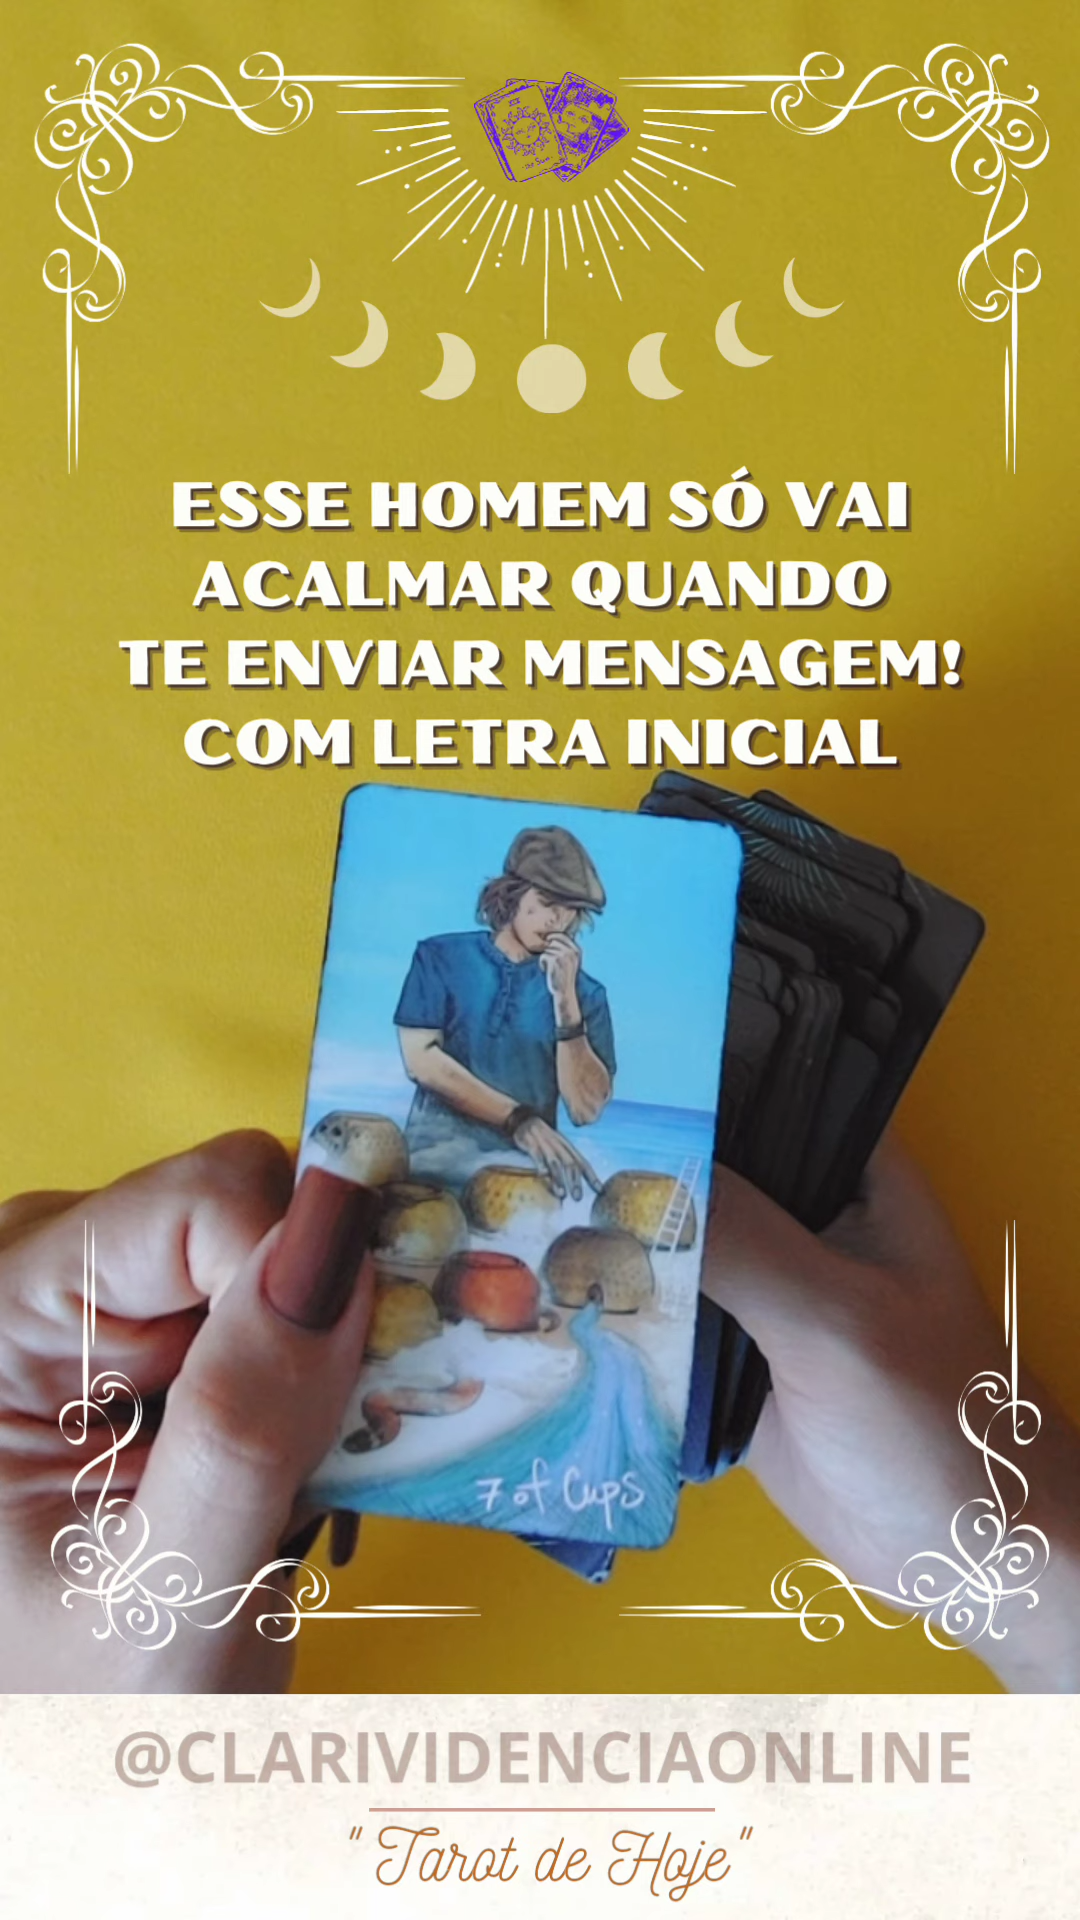 ESSE HOMEM SÓ VAI
ACALMAR QUANDO
TE ENVIAR MENSAGEM!
COM LETRA INICIAL
7 of Cups
@CLARIVIDENCIAONLINE
"Tarot de Hoje"